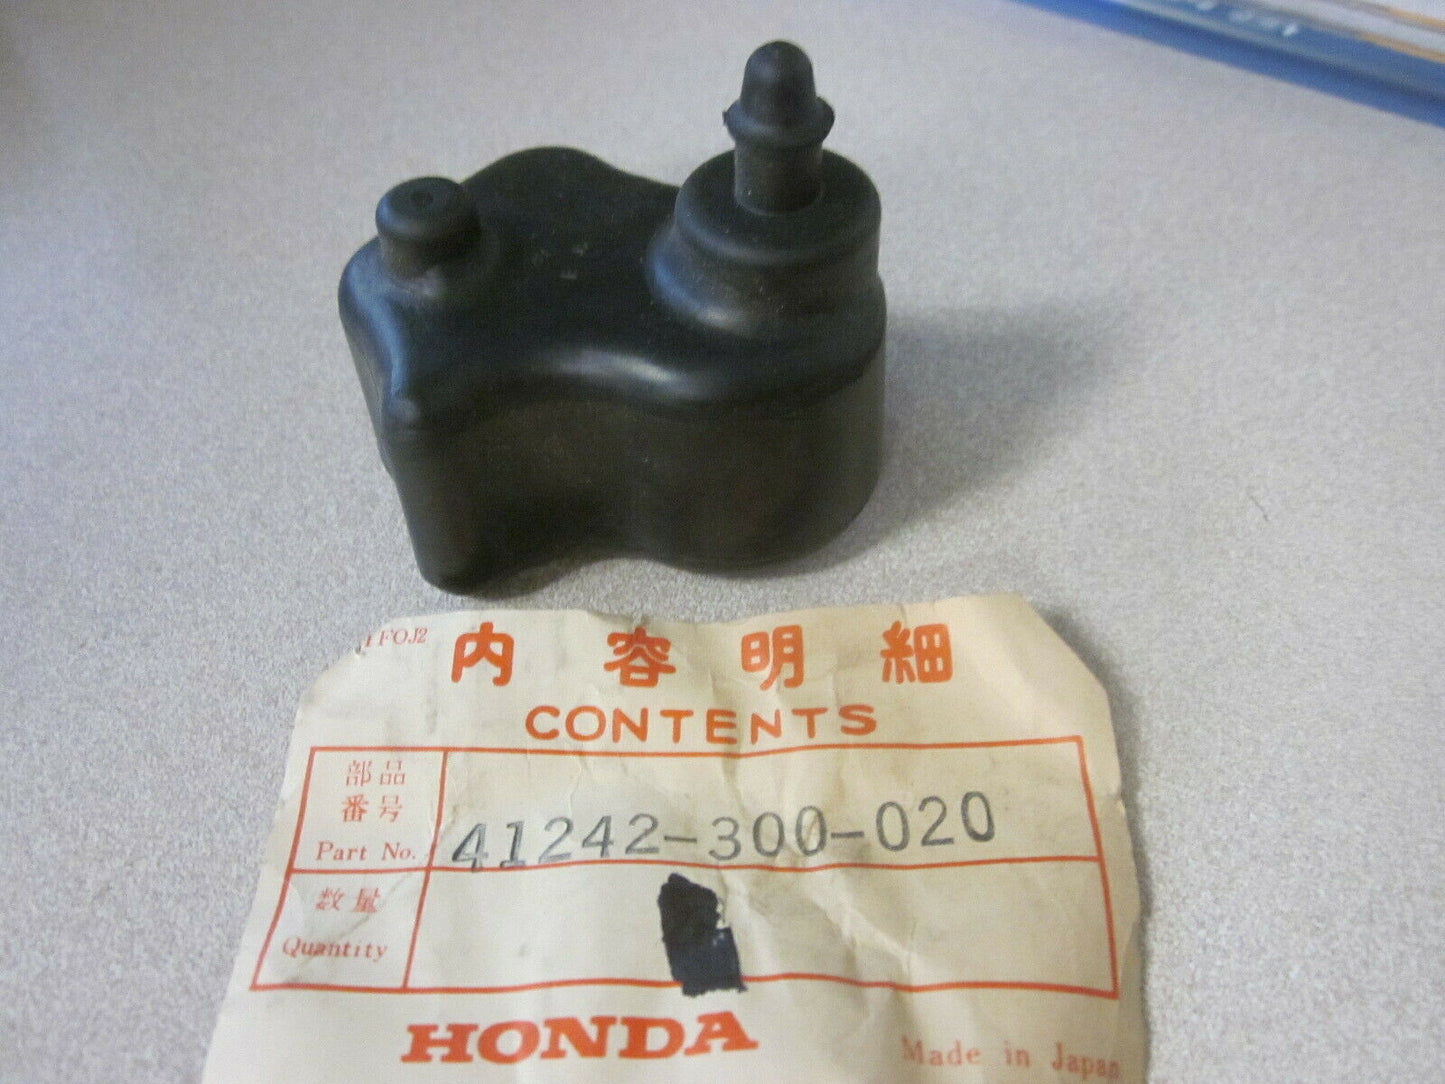 1FOJ2
内容明細
CONTENTS
部品
番号
Part No.
41242-300-020
数量
Quantity
HONDA
Made in Japan